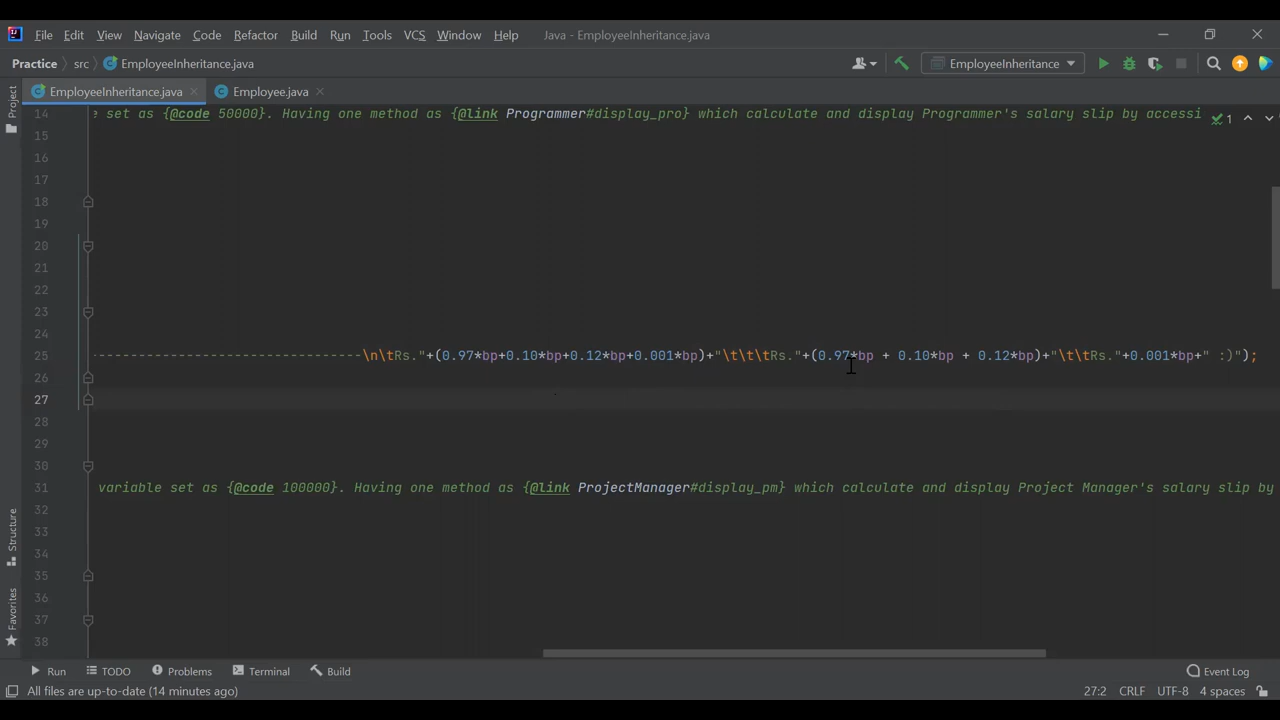 File Edit View Navigate Code Refactor Build Run Tools VCS Window Help Java - EmployeeInheritance.java
Practice src EmployeeInheritance.java EmployeeInheritance
EmployeeInheritance.java Employee.java
Project
14 e set as {@code 50000}. Having one method as {@link Programmer#display_pro} which calculate and display Programmer's salary slip by accessi 1
15
16
17
18
19
20
21
22
23
24
25 --------------------------------\n\tRs."+(0.97*bp+0.10*bp+0.12*bp+0.001*bp)+"\t\t\tRs."+(0.97*bp + 0.10*bp + 0.12*bp)+"\t\tRs."+0.001*bp+" :)");
26
27
28
29
30
31 variable set as {@code 100000}. Having one method as {@link ProjectManager#display_pm} which calculate and display Project Manager's salary slip by
32
33
34
35
36
37
38
Structure
Favorites
Run TODO Problems Terminal Build Event Log
All files are up-to-date (14 minutes ago) 27:2 CRLF UTF-8 4 spaces